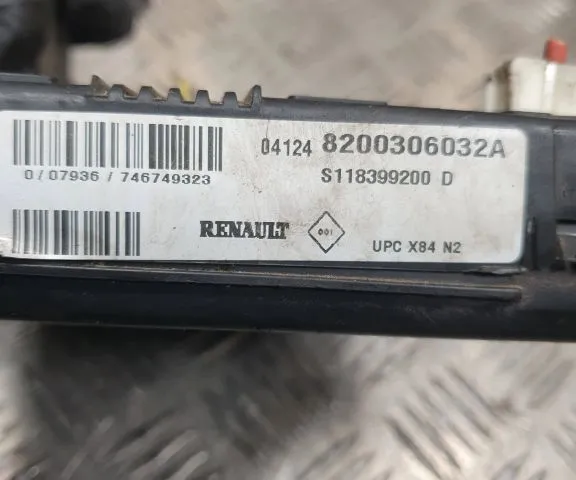 04124 8200306032A
0/07936/746749323
S118399200 D
RENAULT
001
UPC X84 N2